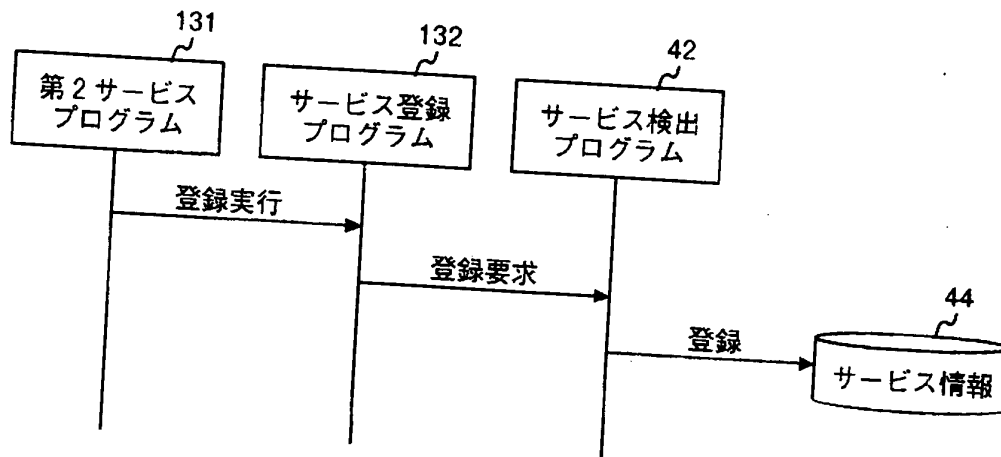 131
第2サービス
プログラム
132
サービス登録
プログラム
42
サービス検出
プログラム
登録実行
登録要求
登録
44
サービス情報